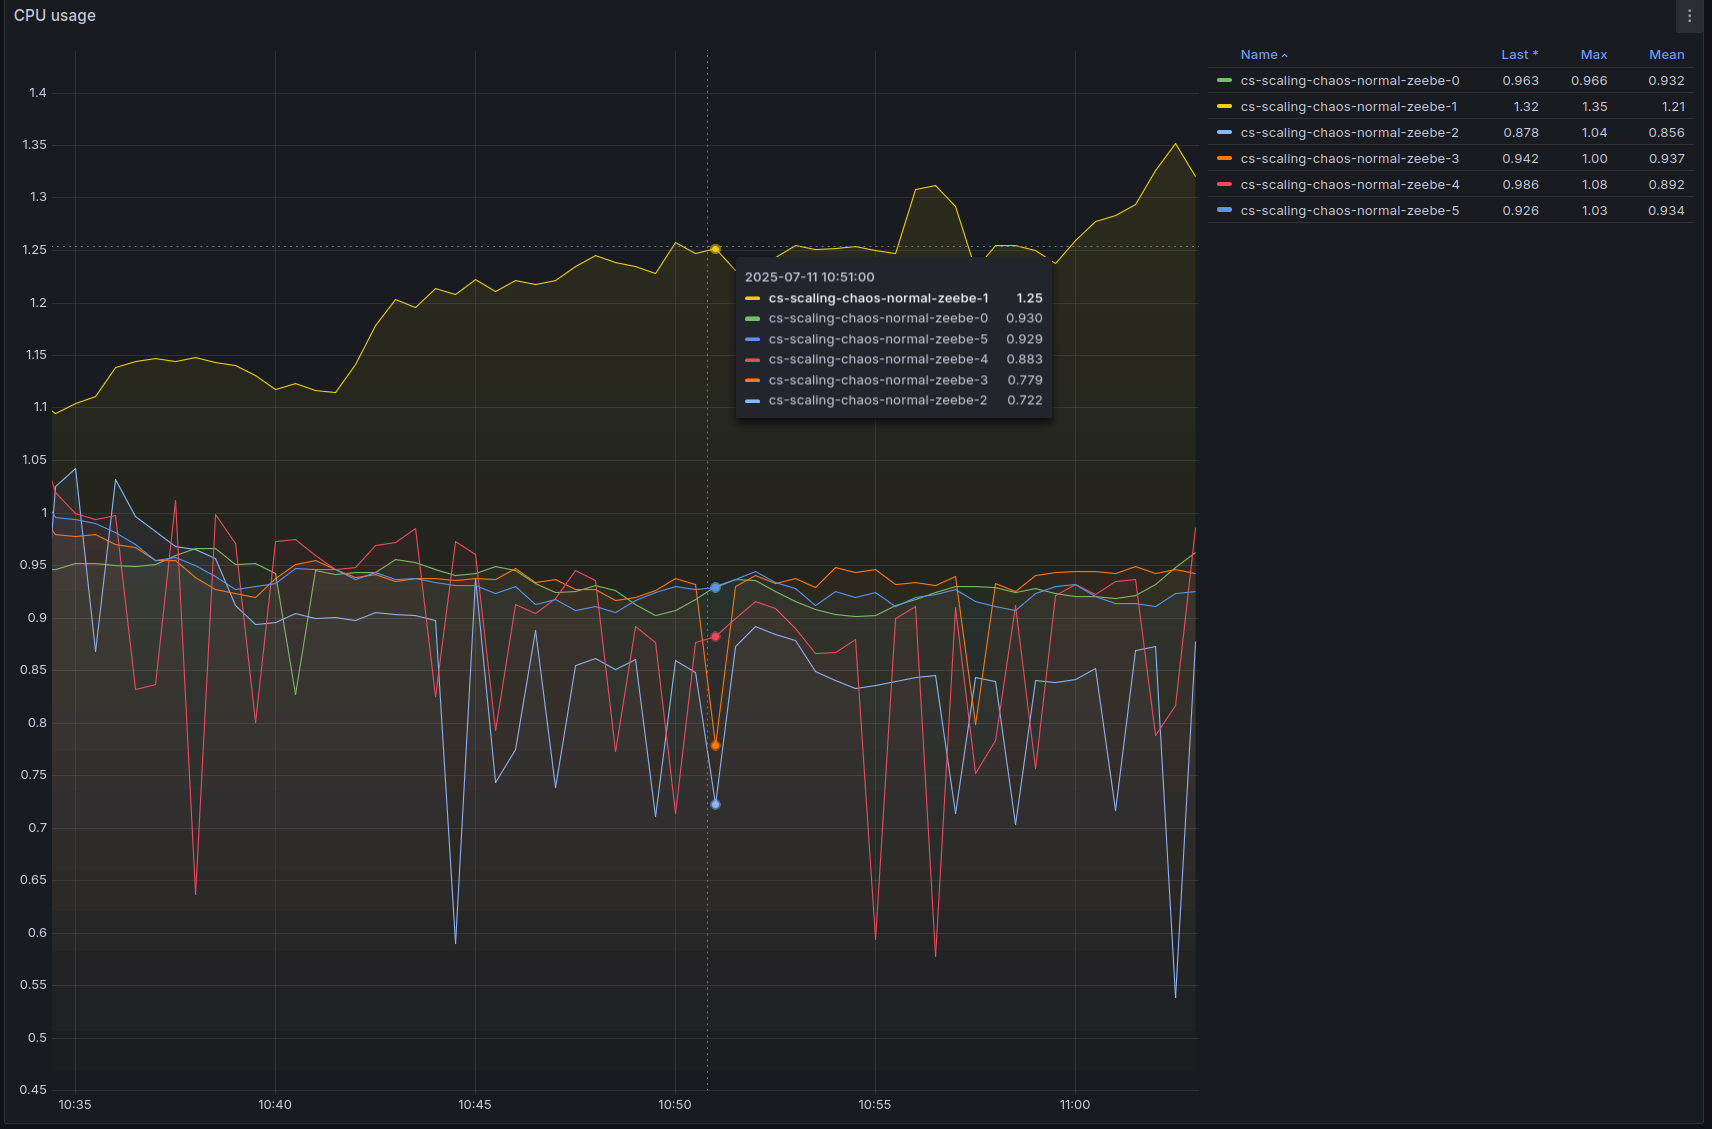 CPU usage
Name Last * Max Mean
cs-scaling-chaos-normal-zeebe-0 0.963 0.966 0.932
cs-scaling-chaos-normal-zeebe-1 1.32 1.35 1.21
cs-scaling-chaos-normal-zeebe-2 0.878 1.04 0.856
cs-scaling-chaos-normal-zeebe-3 0.942 1.00 0.937
cs-scaling-chaos-normal-zeebe-4 0.986 1.08 0.892
cs-scaling-chaos-normal-zeebe-5 0.926 1.03 0.934
1.4
1.35
1.3
1.25
1.2
1.15
1.1
1.05
1
0.95
0.9
0.85
0.8
0.75
0.7
0.65
0.6
0.55
0.5
0.45
2025-07-11 10:51:00
cs-scaling-chaos-normal-zeebe-1 1.25
cs-scaling-chaos-normal-zeebe-0 0.930
cs-scaling-chaos-normal-zeebe-5 0.929
cs-scaling-chaos-normal-zeebe-4 0.883
cs-scaling-chaos-normal-zeebe-3 0.779
cs-scaling-chaos-normal-zeebe-2 0.722
10:35 10:40 10:45 10:50 10:55 11:00